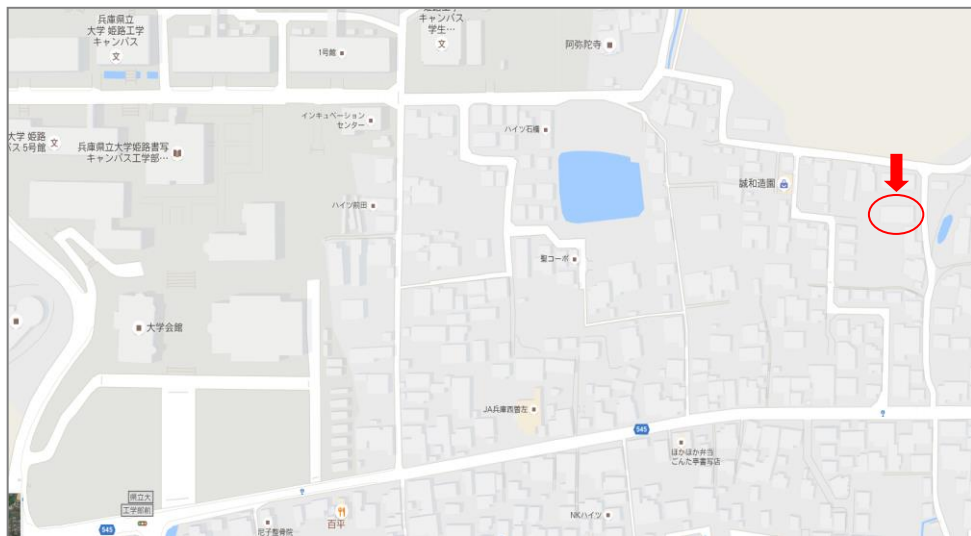 兵庫県立
大学 姫路工学
キャンパス
キャンパス
学生…
1号館
阿弥陀寺
インキュベーション
センター
大学 姫路
パス 5号館
兵庫県立大学姫路書写
キャンパス工学部…
ハイツ石橋
誠和造園
ハイツ前田
聖コーポ
大学会館
JA兵庫西曽左
545
ほかほか弁当
ごんた亭書写店
県立大
工学部前
545
百平
尼子整骨院
NKハイツ